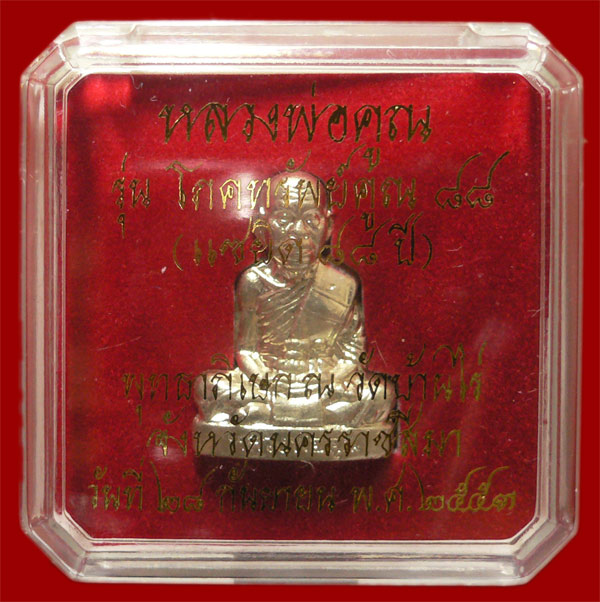 หลวงพ่อคูณ
รุ่น โภคทรัพย์คูณ ๘๘
(แซยิด ๘๘ ปี)
พุทธาภิเษก ณ วัดบ้านไร่
จังหวัดนครราชสีมา
วันที่ ๒๘ กันยายน พ.ศ.๒๕๕๓